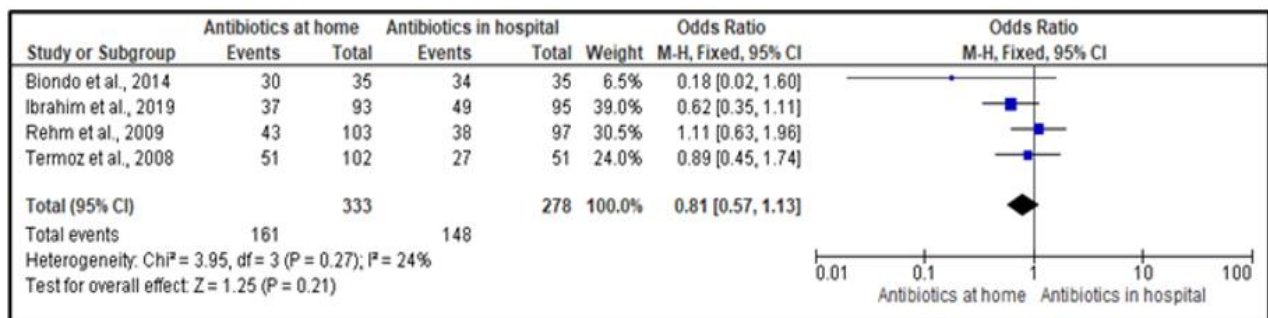 Antibiotics at home Antibiotics in hospital Odds Ratio Odds Ratio
Study or Subgroup Events Total Events Total Weight M-H, Fixed, 95% CI M-H, Fixed, 95% CI
Biondo et al., 2014 30 35 34 35 6.5% 0.18 [0.02, 1.60]
Ibrahim et al., 2019 37 93 49 95 39.0% 0.62 [0.35, 1.11]
Rehm et al., 2009 43 103 38 97 30.5% 1.11 [0.63, 1.96]
Termoz et al., 2008 51 102 27 51 24.0% 0.89 [0.45, 1.74]
Total (95% CI) 333 278 100.0% 0.81 [0.57, 1.13]
Total events 161 148
Heterogeneity: Chi² = 3.95, df = 3 (P = 0.27); I² = 24%
Test for overall effect: Z = 1.25 (P = 0.21)
0.01 0.1 1 10 100
Antibiotics at home Antibiotics in hospital